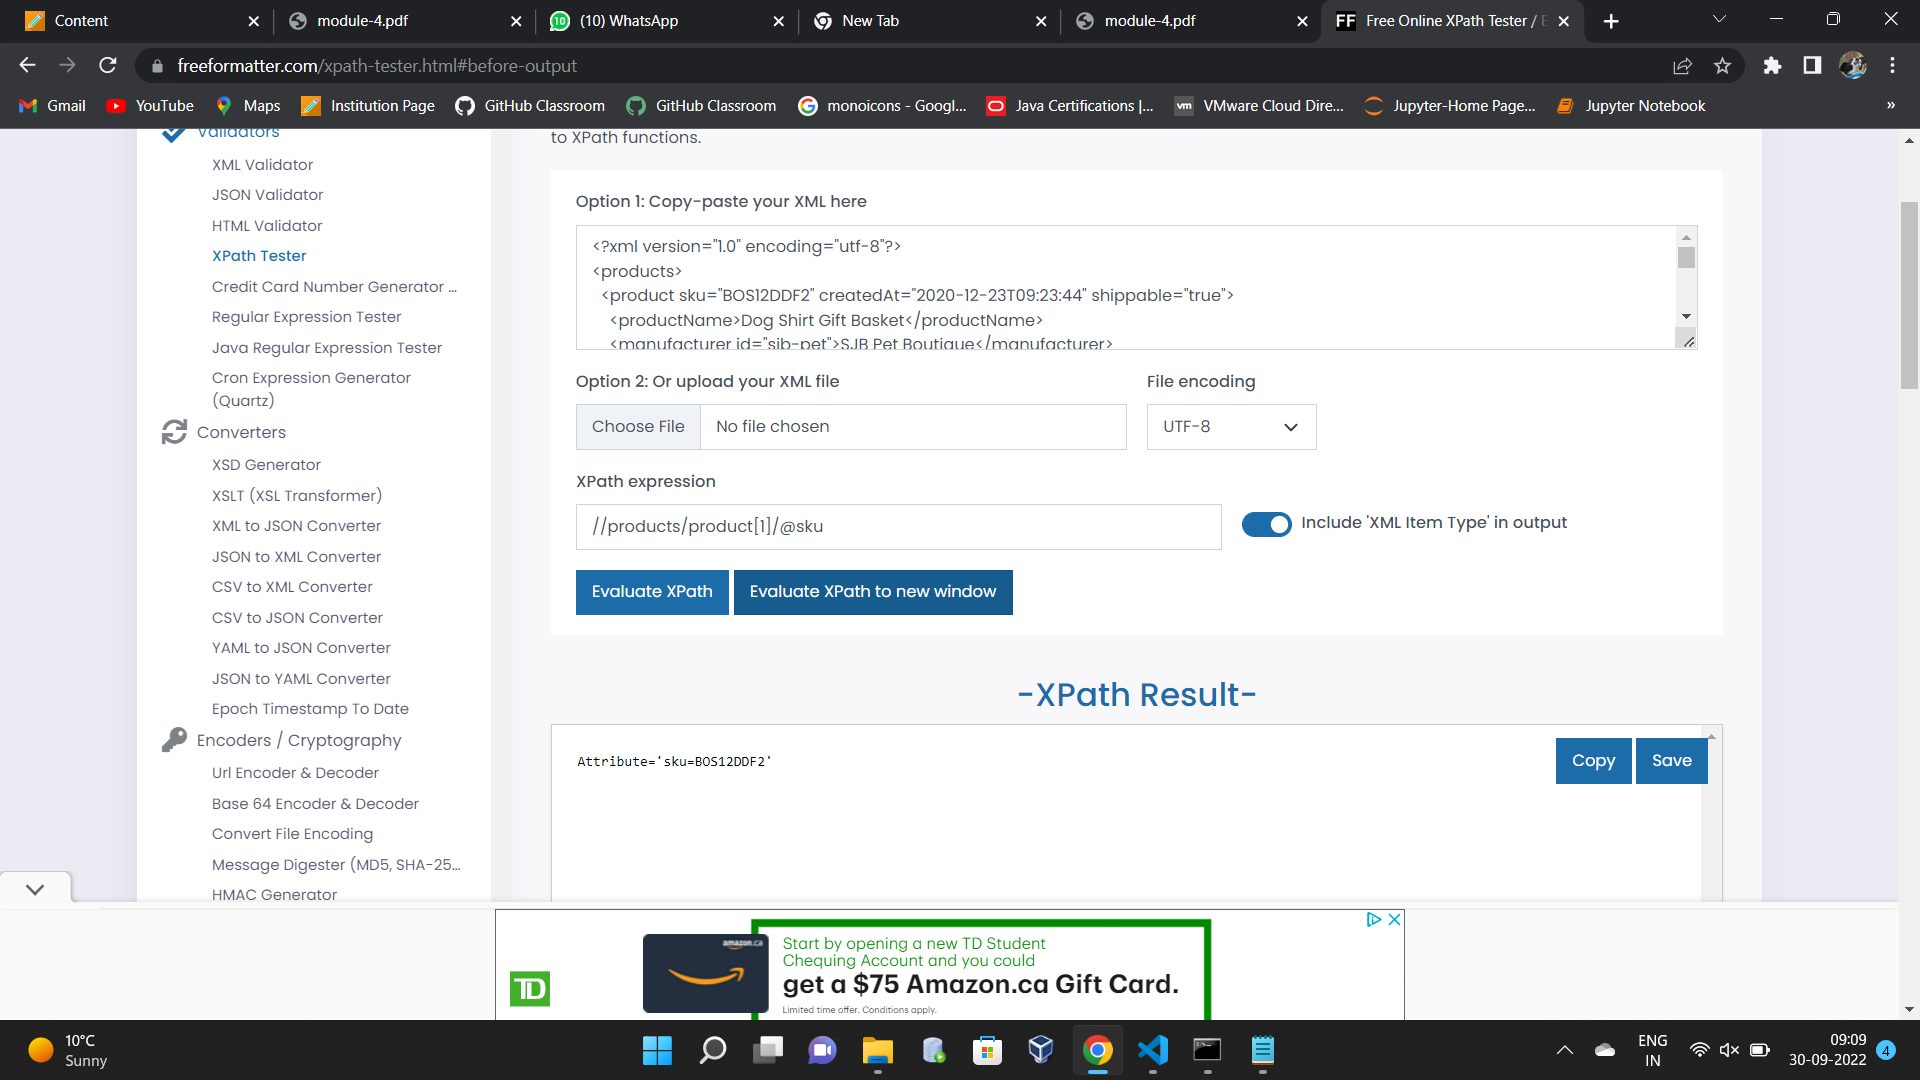 Content
module-4.pdf
(10) WhatsApp
New Tab
module-4.pdf
FF Free Online XPath Tester / E
freeformatter.com/xpath-tester.html#before-output
Gmail
YouTube
Maps
Institution Page
GitHub Classroom
GitHub Classroom
monoicons - Googl...
Java Certifications |...
vm VMware Cloud Dire...
Jupyter-Home Page...
Jupyter Notebook
»
Validators
XML Validator
JSON Validator
HTML Validator
XPath Tester
Credit Card Number Generator ...
Regular Expression Tester
Java Regular Expression Tester
Cron Expression Generator
(Quartz)
Converters
XSD Generator
XSLT (XSL Transformer)
XML to JSON Converter
JSON to XML Converter
CSV to XML Converter
CSV to JSON Converter
YAML to JSON Converter
JSON to YAML Converter
Epoch Timestamp To Date
Encoders / Cryptography
Url Encoder & Decoder
Base 64 Encoder & Decoder
Convert File Encoding
Message Digester (MD5, SHA-25...
HMAC Generator
to XPath functions.
Option 1: Copy-paste your XML here
<?xml version="1.0" encoding="utf-8"?>
<products>
<product sku="BOS12DDF2" createdAt="2020-12-23T09:23:44" shippable="true">
<productName>Dog Shirt Gift Basket</productName>
<manufacturer id="sjb-pet">SJB Pet Boutique</manufacturer>
Option 2: Or upload your XML file
File encoding
Choose File No file chosen
UTF-8
XPath expression
//products/product[1]/@sku
Include 'XML Item Type' in output
Evaluate XPath
Evaluate XPath to new window
-XPath Result-
Attribute='sku=BOS12DDF2'
Copy
Save
TD
amazon.ca
Start by opening a new TD Student
Chequing Account and you could
get a $75 Amazon.ca Gift Card.
Limited time offer. Conditions apply.
10°C
Sunny
ENG
IN
09:09
30-09-2022
4